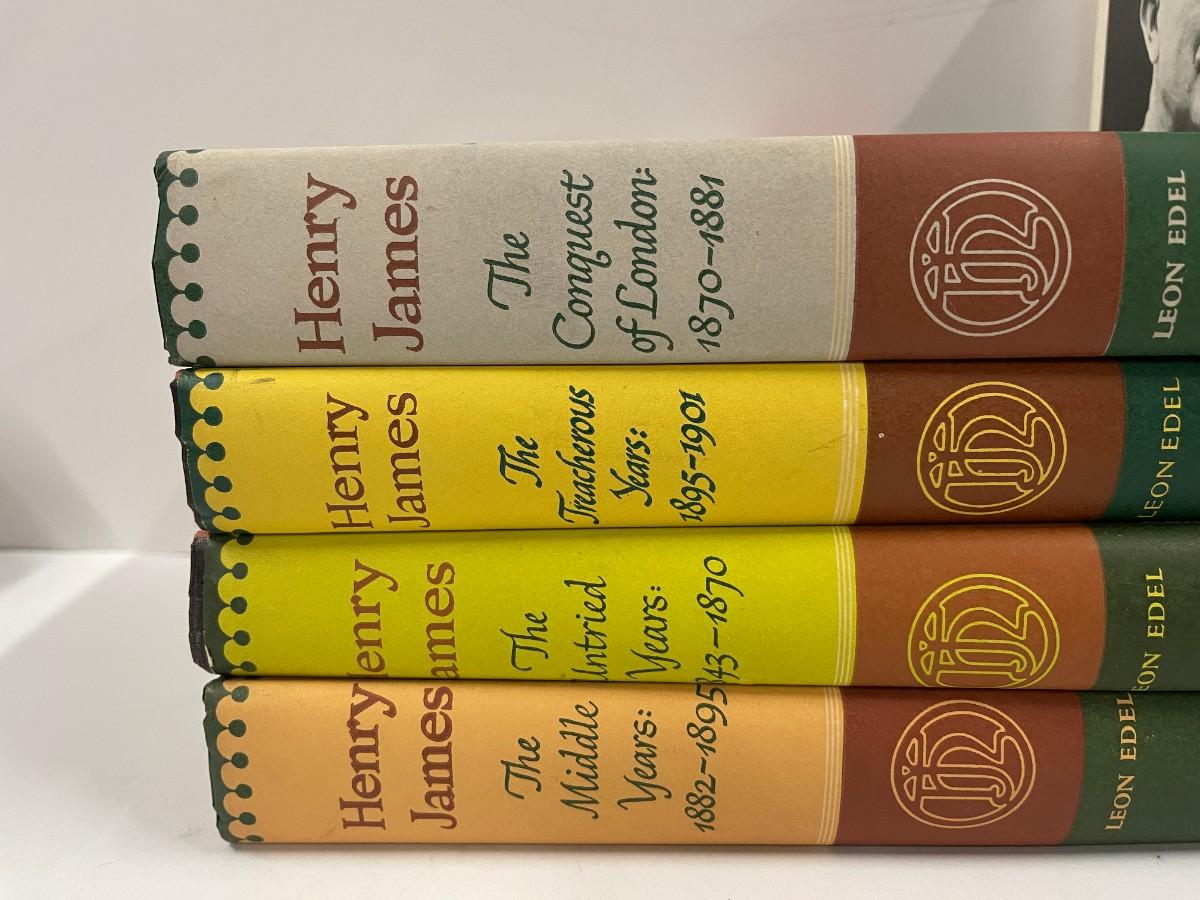 Henry
James
The
Conquest
of London:
1870–1881
LEON EDEL
Henry
James
The
Treacherous
Years:
1895–1901
LEON EDEL
Henry
James
The
Untried
Years:
43–1870
LEON EDEL
Henry
James
The
Middle
Years:
1882–1895
LEON EDEL